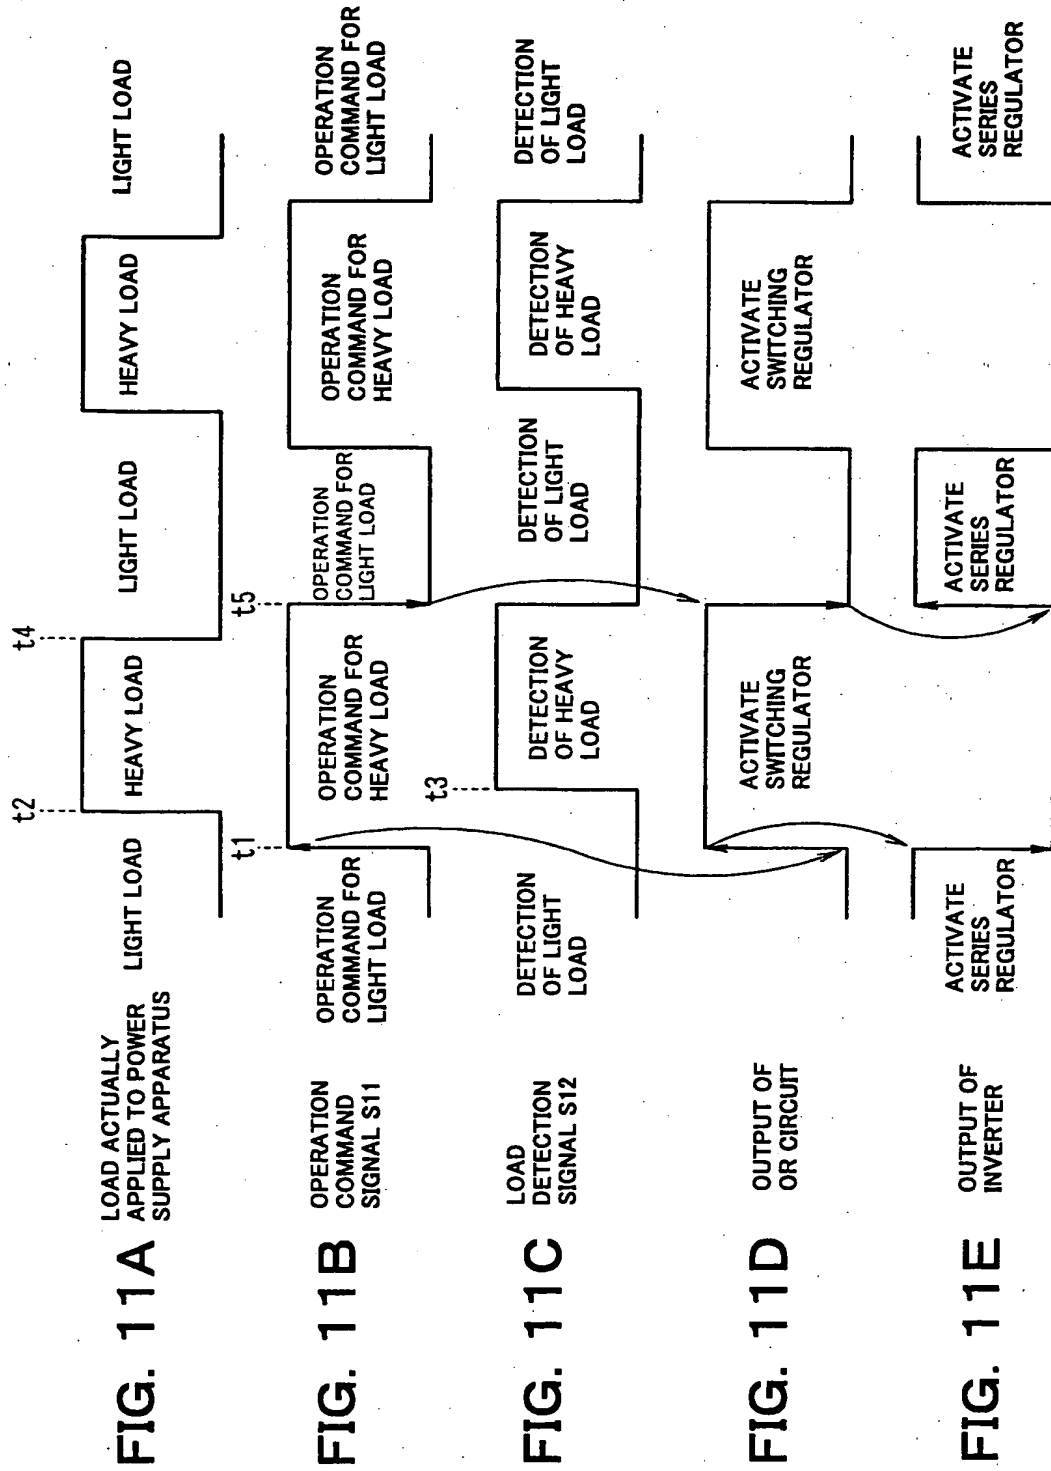 FIG. 11A
LOAD ACTUALLY
APPLIED TO POWER
SUPPLY APPARATUS
LIGHT LOAD
t2
HEAVY LOAD
t4
LIGHT LOAD
HEAVY LOAD
LIGHT LOAD
FIG. 11B
OPERATION
COMMAND
SIGNAL S11
OPERATION
COMMAND FOR
LIGHT LOAD
t1
OPERATION
COMMAND FOR
HEAVY LOAD
t5
OPERATION
COMMAND FOR
LIGHT LOAD
OPERATION
COMMAND FOR
HEAVY LOAD
OPERATION
COMMAND FOR
LIGHT LOAD
FIG. 11C
LOAD
DETECTION
SIGNAL S12
DETECTION
OF LIGHT
LOAD
t3
DETECTION
OF HEAVY
LOAD
DETECTION
OF LIGHT
LOAD
DETECTION
OF HEAVY
LOAD
DETECTION
OF LIGHT
LOAD
FIG. 11D
OUTPUT OF
OR CIRCUIT
ACTIVATE
SWITCHING
REGULATOR
ACTIVATE
SWITCHING
REGULATOR
FIG. 11E
OUTPUT OF
INVERTER
ACTIVATE
SERIES
REGULATOR
ACTIVATE
SERIES
REGULATOR
ACTIVATE
SERIES
REGULATOR